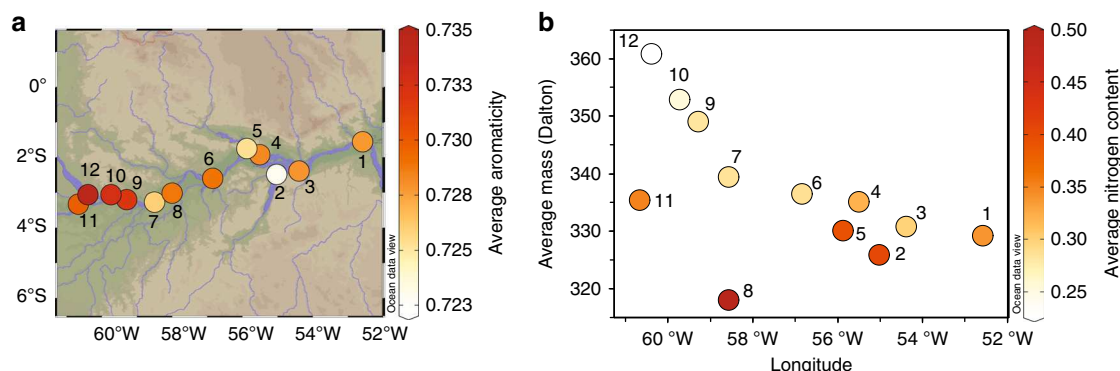 a
0°
2°S
4°S
6°S
60°W
58°W
56°W
54°W
52°W
12
10
9
11
7
8
6
5
4
2
3
1
Ocean data view
0.735
0.733
0.730
0.728
0.725
0.723
Average aromaticity
b
Average mass (Dalton)
360
350
340
330
320
60 °W
58 °W
56 °W
54 °W
52 °W
Longitude
12
10
9
7
11
6
4
5
3
2
1
8
Ocean data view
0.50
0.45
0.40
0.35
0.30
0.25
Average nitrogen content